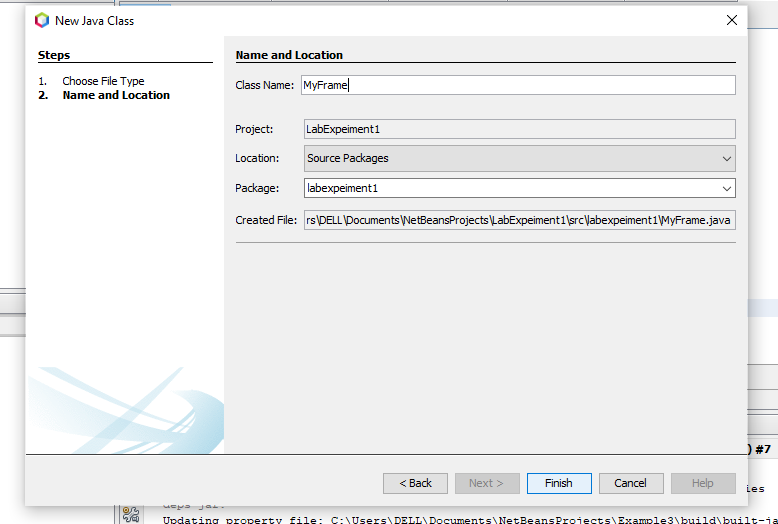 New Java Class
Steps
1. Choose File Type
2. Name and Location
Name and Location
Class Name: MyFrame
Project: LabExpeiment1
Location: Source Packages
Package: labexpeiment1
Created File: rs\DELL\Documents\NetBeansProjects\LabExpeiment1\src\labexpeiment1\MyFrame.java
< Back Next > Finish Cancel Help
) #7
ies
deps-jar:
Updating property file: C:\Users\DELL\Documents\NetBeansProjects\Example3\build\built-ja